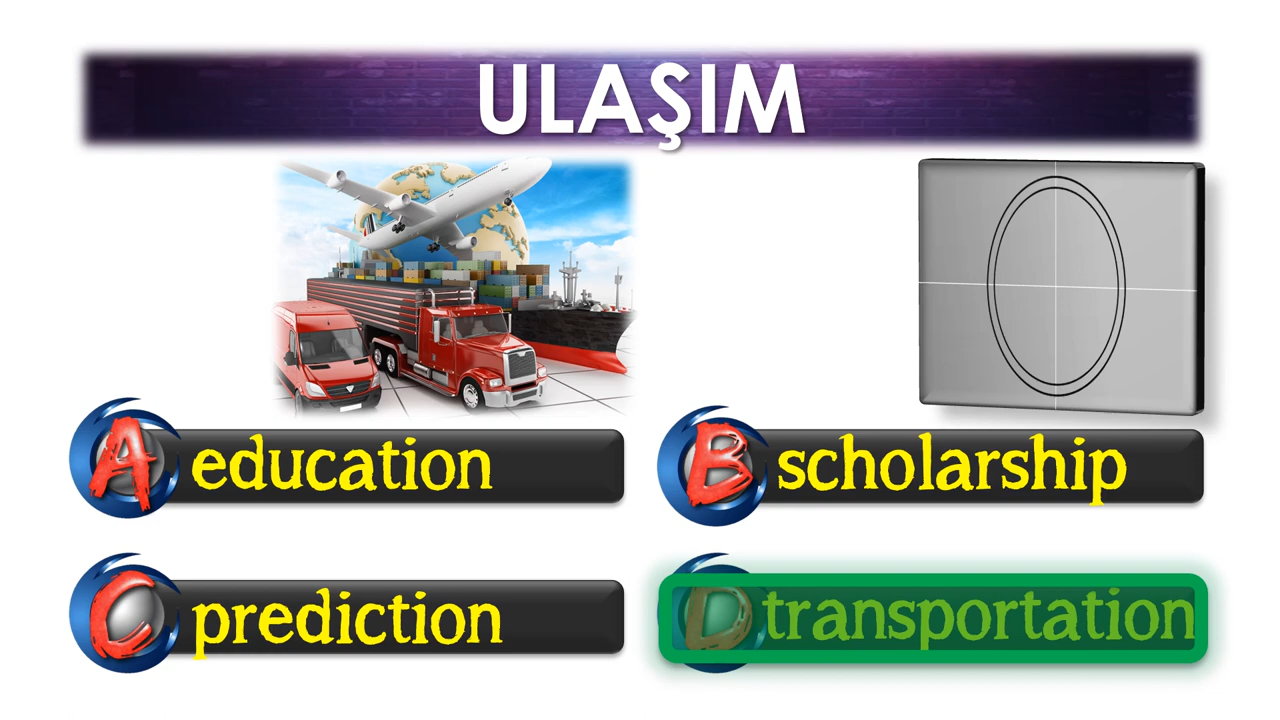 ULAŞIM
A education
B scholarship
C prediction
D transportation